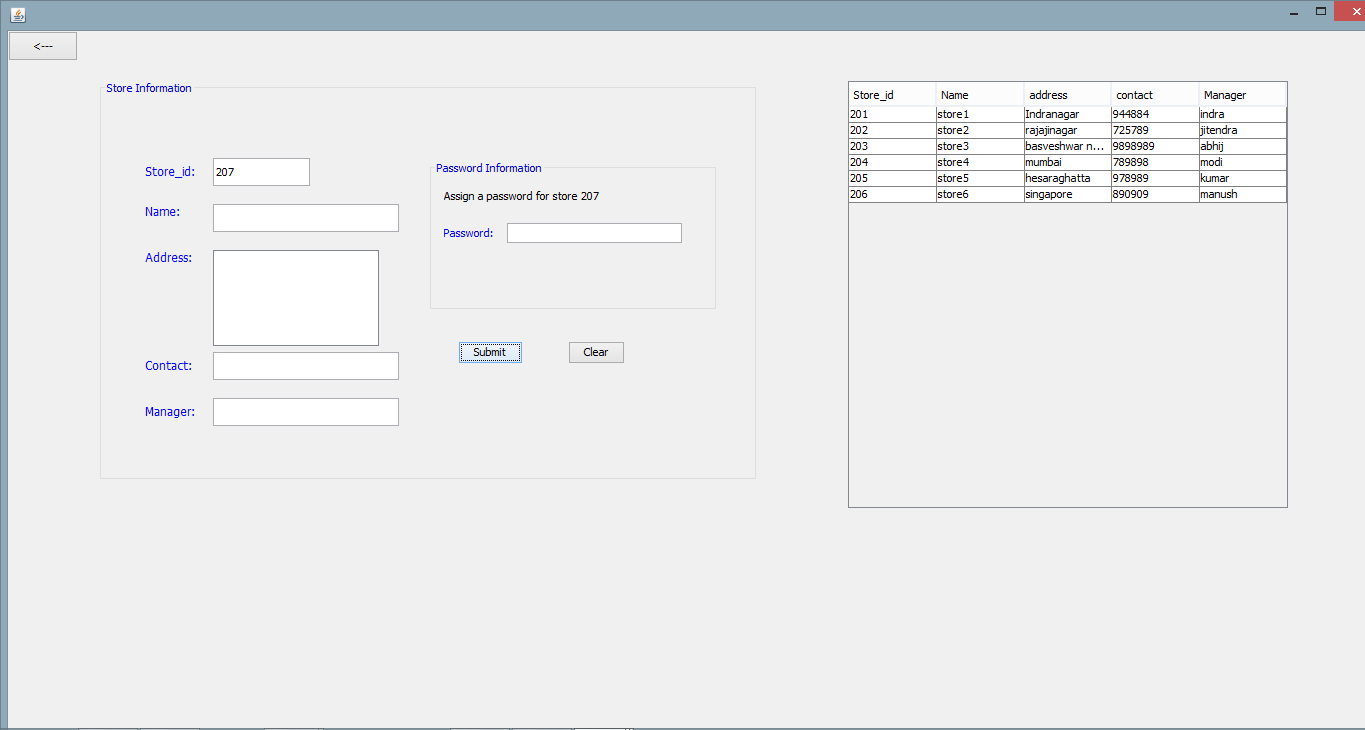 <---
Store Information
Store_id: 207
Name:
Address:
Contact:
Manager:
Password Information
Assign a password for store 207
Password:
Submit Clear
Store_id Name address contact Manager
201 store1 Indranagar 944884 indra
202 store2 rajajinagar 725789 jitendra
203 store3 basveshwar n... 9898989 abhij
204 store4 mumbai 789898 modi
205 store5 hesaraghatta 978989 kumar
206 store6 singapore 890909 manush